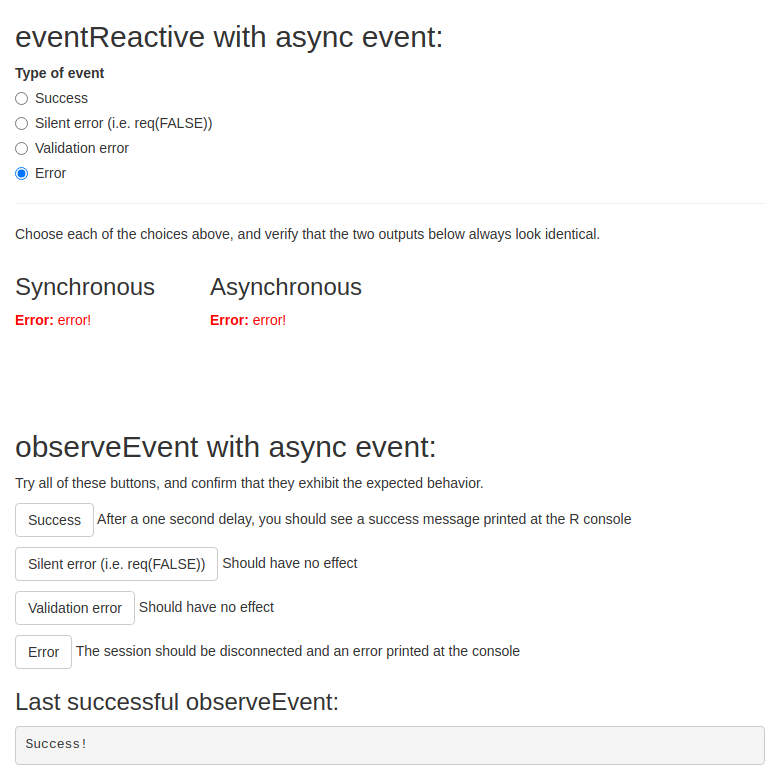 eventReactive with async event:
Type of event
Success
Silent error (i.e. req(FALSE))
Validation error
Error
Choose each of the choices above, and verify that the two outputs below always look identical.
Synchronous Asynchronous
Error: error! Error: error!
observeEvent with async event:
Try all of these buttons, and confirm that they exhibit the expected behavior.
Success After a one second delay, you should see a success message printed at the R console
Silent error (i.e. req(FALSE)) Should have no effect
Validation error Should have no effect
Error The session should be disconnected and an error printed at the console
Last successful observeEvent:
Success!